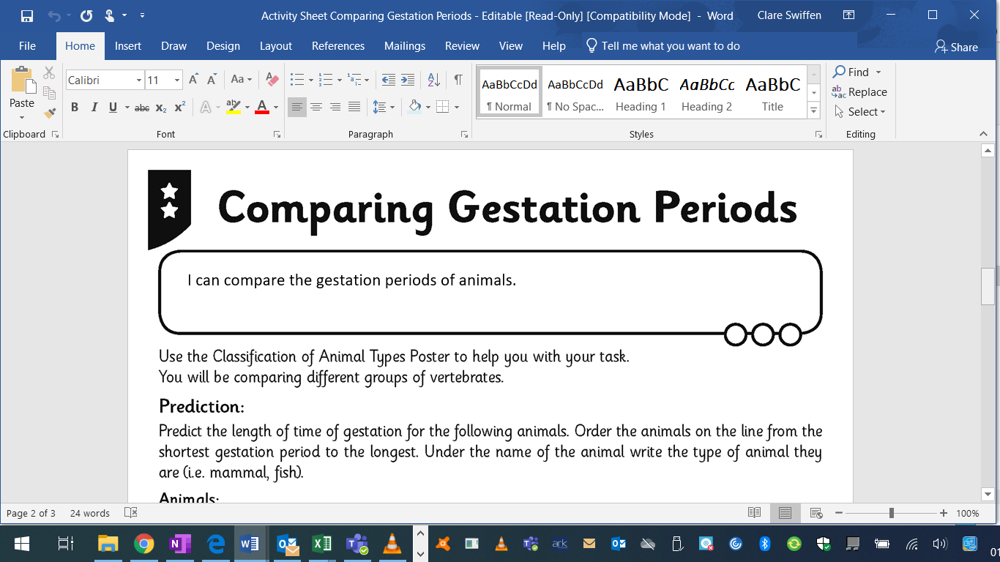 Activity Sheet Comparing Gestation Periods - Editable [Read-Only] [Compatibility Mode] - Word
Clare Swiffen
File Home Insert Draw Design Layout References Mailings Review View Help Tell me what you want to do Share
Paste
Clipboard
Calibri 11
Aa
B I U abc x2 x2 A ab A
Font
Paragraph
AaBbCcDd AaBbCcDd AaBbC AaBbCc AaBbC
¶ Normal ¶ No Spac... Heading 1 Heading 2 Title
Styles
Find
Replace
Select
Editing
Comparing Gestation Periods
I can compare the gestation periods of animals.
Use the Classification of Animal Types Poster to help you with your task.
You will be comparing different groups of vertebrates.
Prediction:
Predict the length of time of gestation for the following animals. Order the animals on the line from the
shortest gestation period to the longest. Under the name of the animal write the type of animal they
are (i.e. mammal, fish).
Animals:
Page 2 of 3 24 words 100%
ark
01